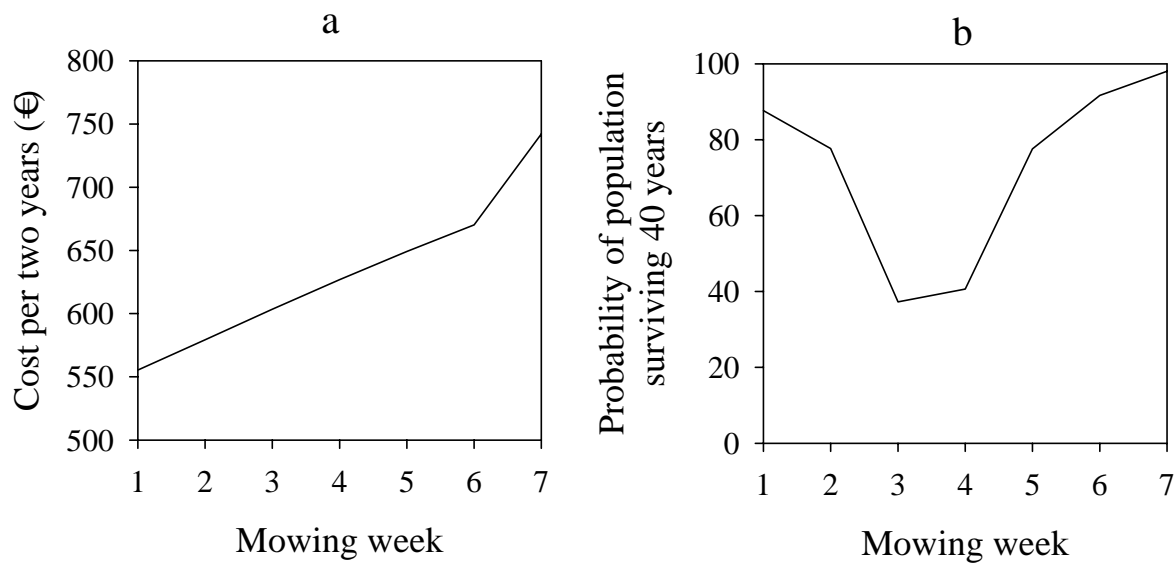 a
800
750
700
650
600
550
500
Cost per two years (€)
1 2 3 4 5 6 7
Mowing week
b
100
80
60
40
20
0
Probability of population
surviving 40 years
1 2 3 4 5 6 7
Mowing week